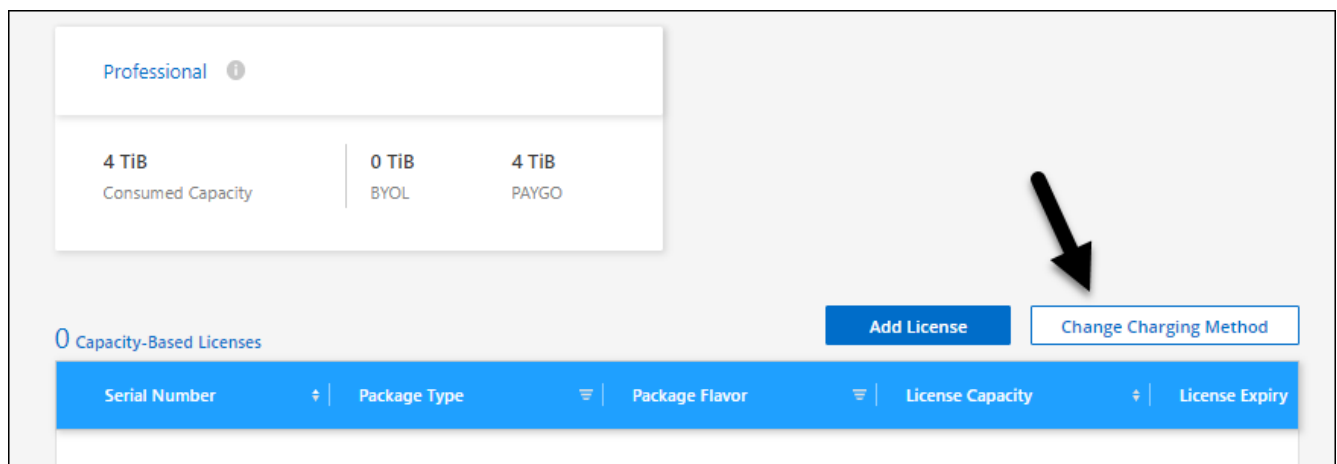 Professional
4 TiB 0 TiB 4 TiB
Consumed Capacity BYOL PAYGO
Add License Change Charging Method
0 Capacity-Based Licenses
Serial Number Package Type Package Flavor License Capacity License Expiry